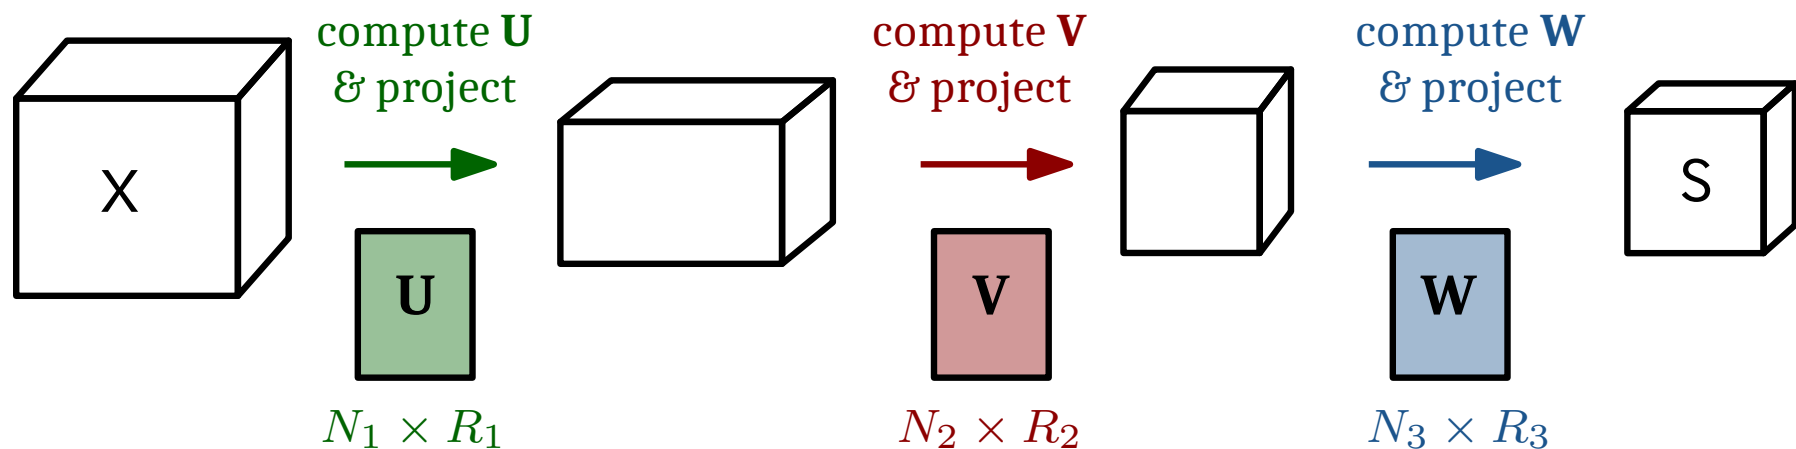 compute U
& project
compute V
& project
compute W
& project
X
S
U
V
W
N₁ × R₁
N₂ × R₂
N₃ × R₃